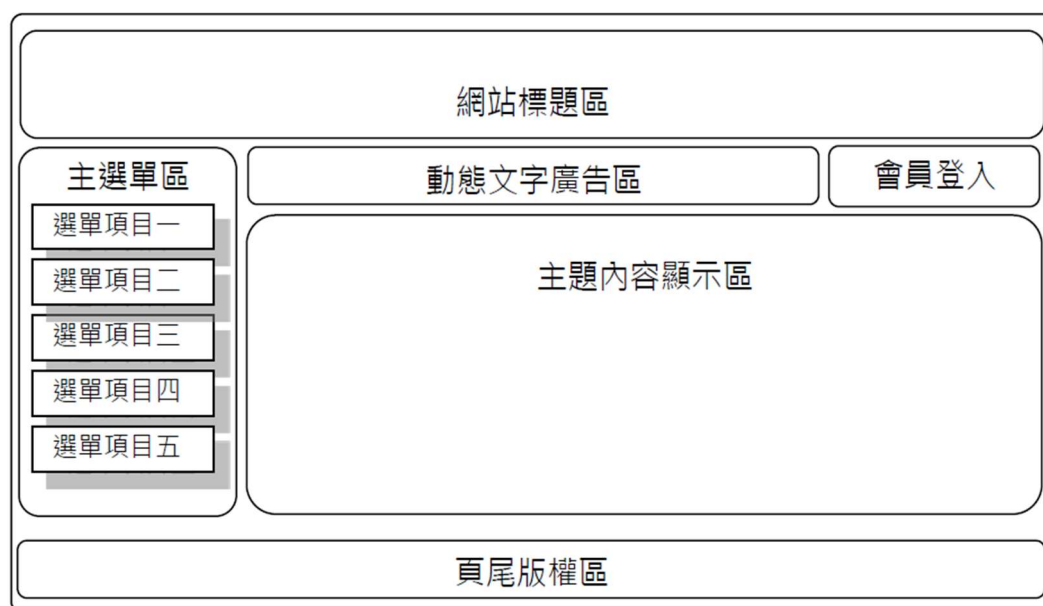 網站標題區
主選單區
動態文字廣告區
會員登入
選單項目一
選單項目二
選單項目三
選單項目四
選單項目五
主題內容顯示區
頁尾版權區